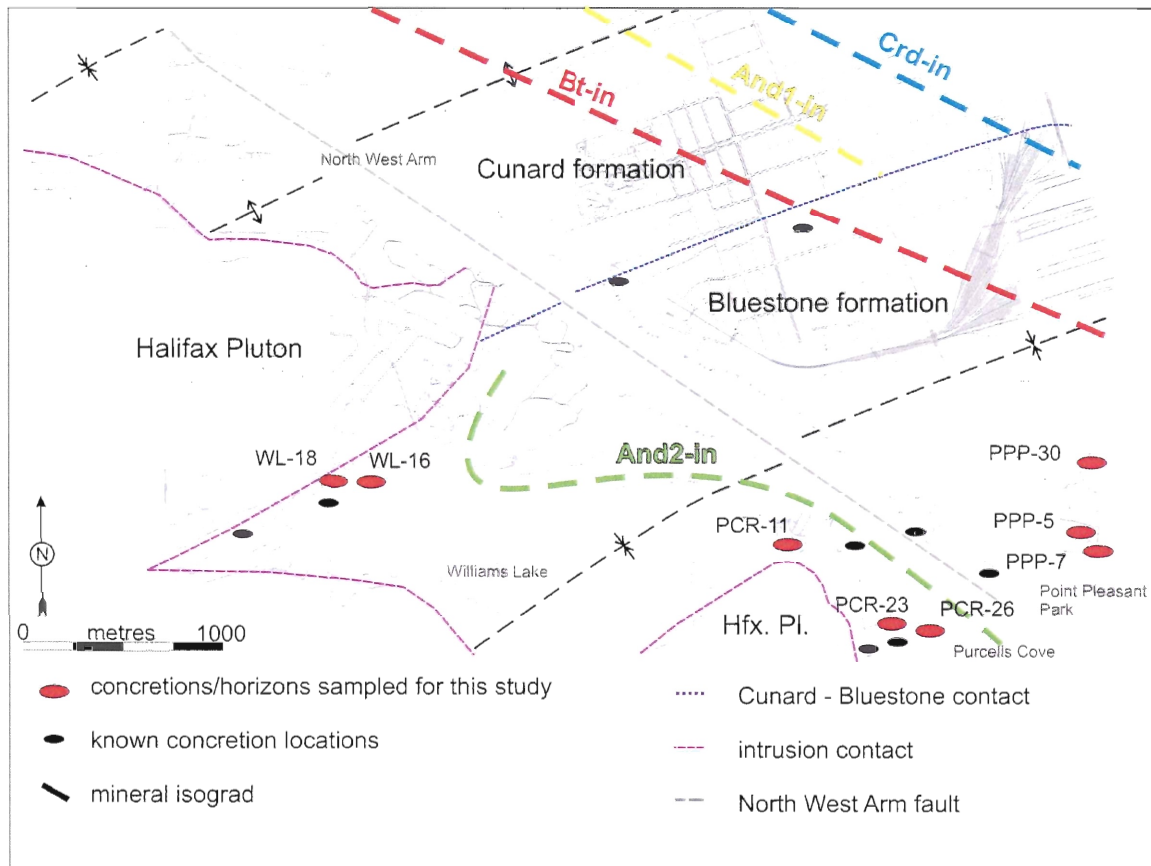 Crd-in
And1-in
Bt-in
North West Arm
Cunard formation
Bluestone formation
Halifax Pluton
And2-in
WL-18
WL-16
PPP-30
PCR-11
PPP-5
PPP-7
Williams Lake
Point Pleasant
Park
PCR-23
PCR-26
Hfx. Pl.
Purcells Cove
N
0 metres 1000
concretions/horizons sampled for this study
known concretion locations
mineral isograd
Cunard - Bluestone contact
intrusion contact
North West Arm fault